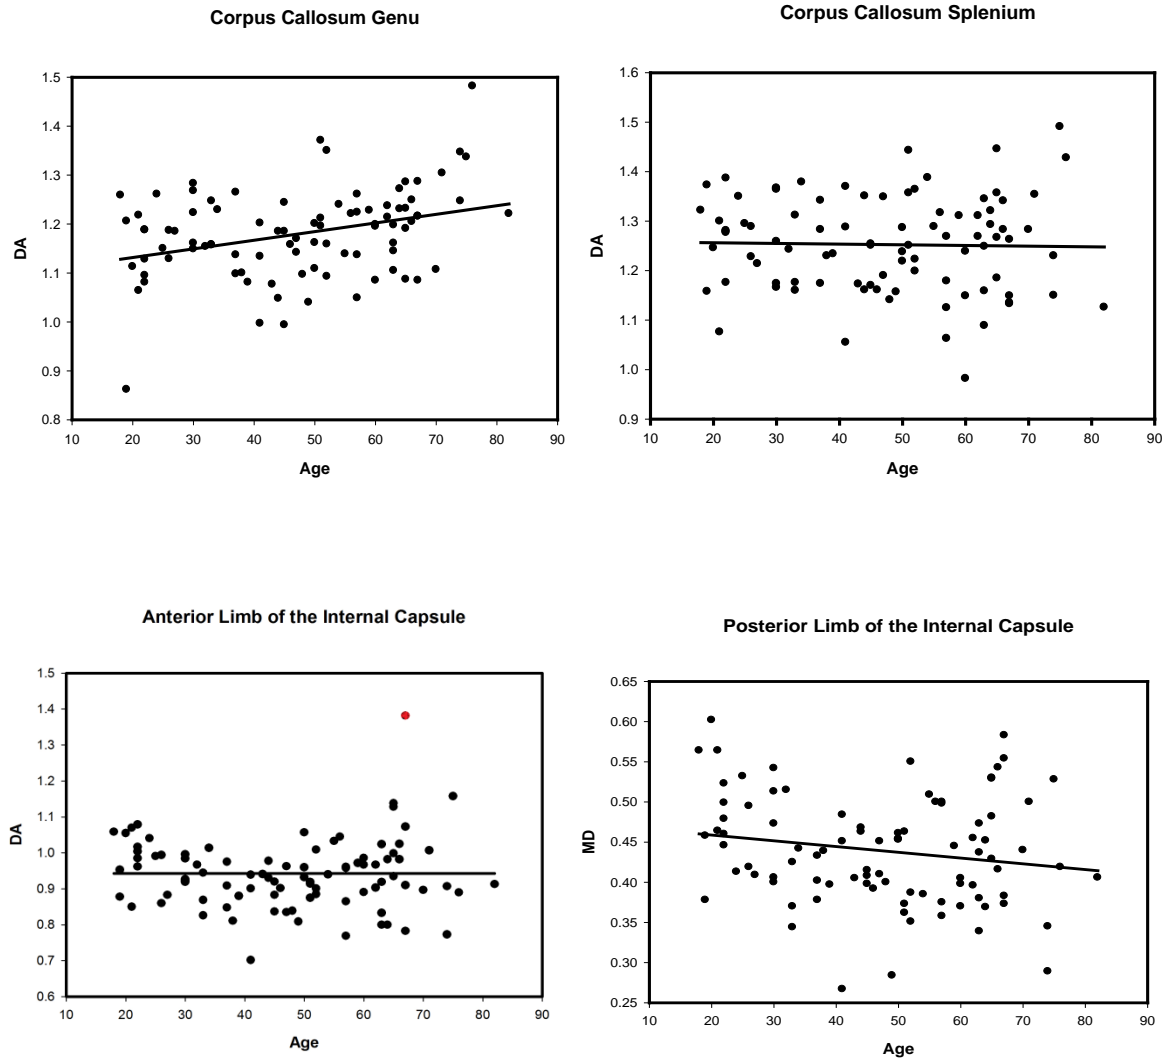 Corpus Callosum Genu
1.5
1.4
1.3
1.2
1.1
1.0
0.9
0.8
DA
10 20 30 40 50 60 70 80 90
Age
Corpus Callosum Splenium
1.6
1.5
1.4
1.3
1.2
1.1
1.0
0.9
DA
10 20 30 40 50 60 70 80 90
Age
Anterior Limb of the Internal Capsule
1.5
1.4
1.3
1.2
1.1
1.0
0.9
0.8
0.7
0.6
DA
10 20 30 40 50 60 70 80 90
Age
Posterior Limb of the Internal Capsule
0.65
0.60
0.55
0.50
0.45
0.40
0.35
0.30
0.25
MD
10 20 30 40 50 60 70 80 90
Age